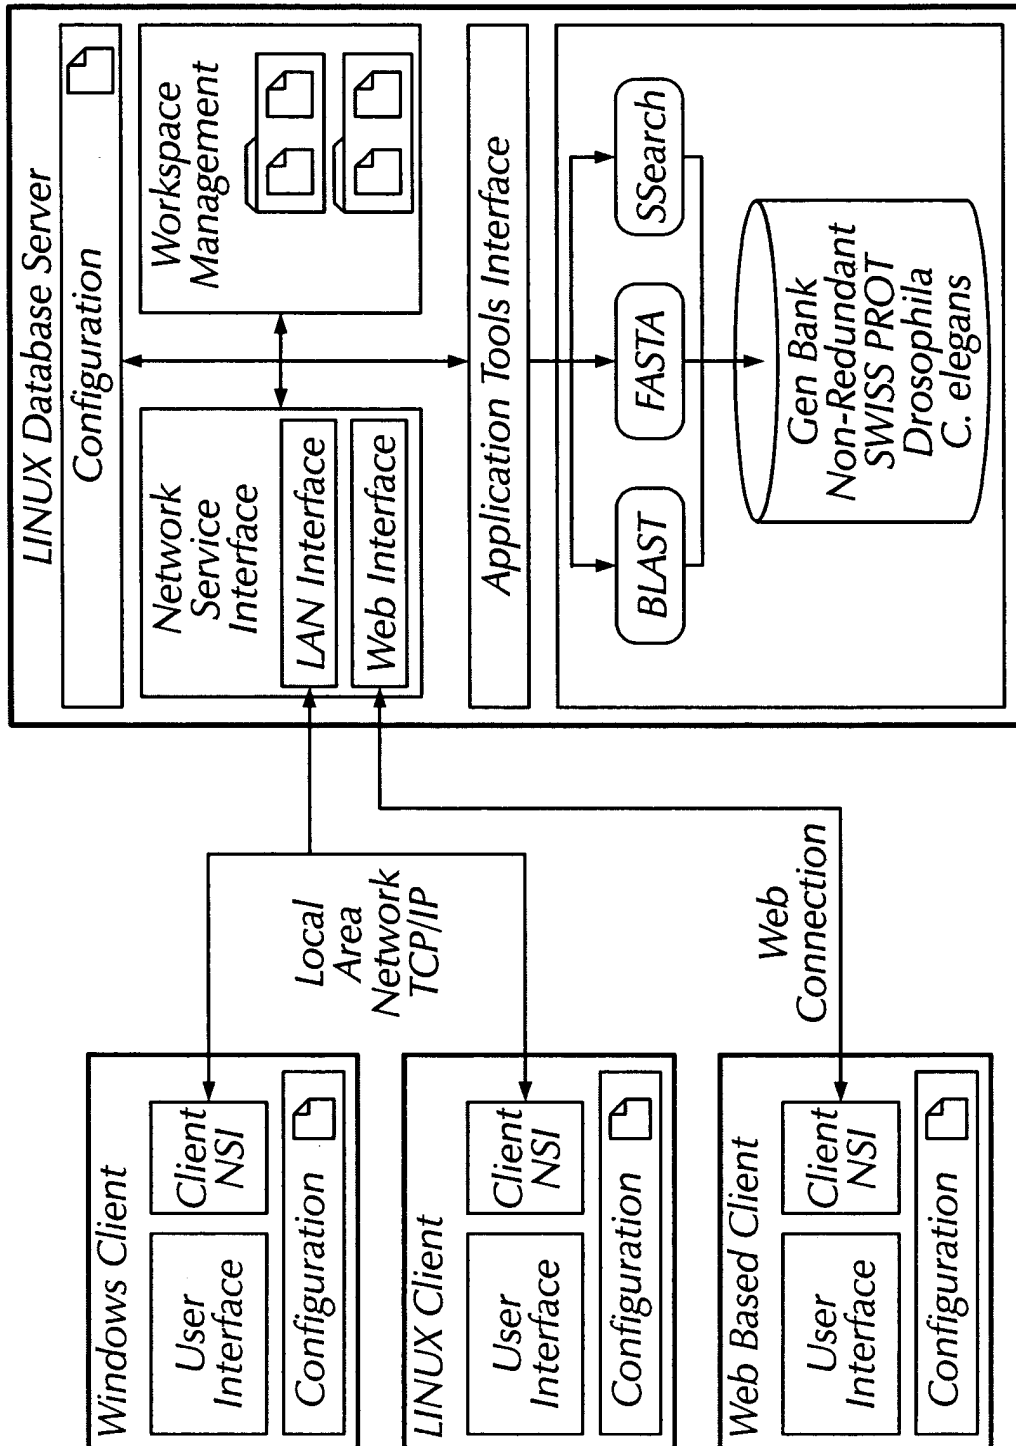 Windows Client
User
Interface
Client
NSI
Configuration
LINUX Client
User
Interface
Client
NSI
Configuration
Web Based Client
User
Interface
Client
NSI
Configuration
Local
Area
Network
TCP/IP
Web
Connection
LINUX Database Server
Configuration
Network
Service
Interface
LAN Interface
Web Interface
Workspace
Management
Application Tools Interface
BLAST
FASTA
SSearch
Gen Bank
Non-Redundant
SWISS PROT
Drosophila
C. elegans